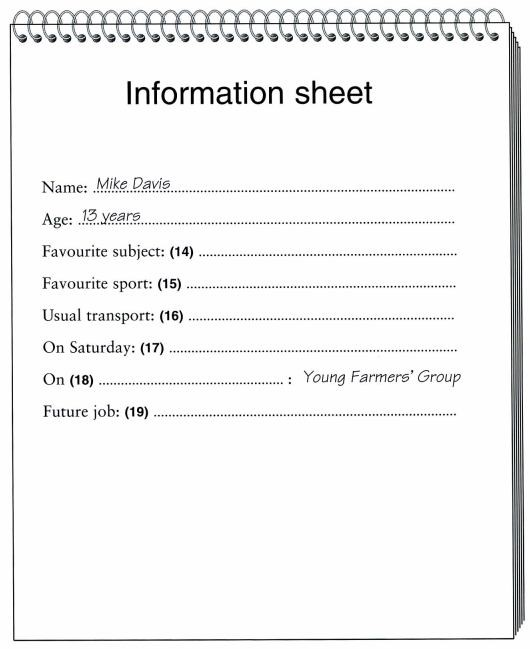 Information sheet
Name: Mike Davis
Age: 13 years
Favourite subject: (14)
Favourite sport: (15)
Usual transport: (16)
On Saturday: (17)
On (18) : Young Farmers' Group
Future job: (19)